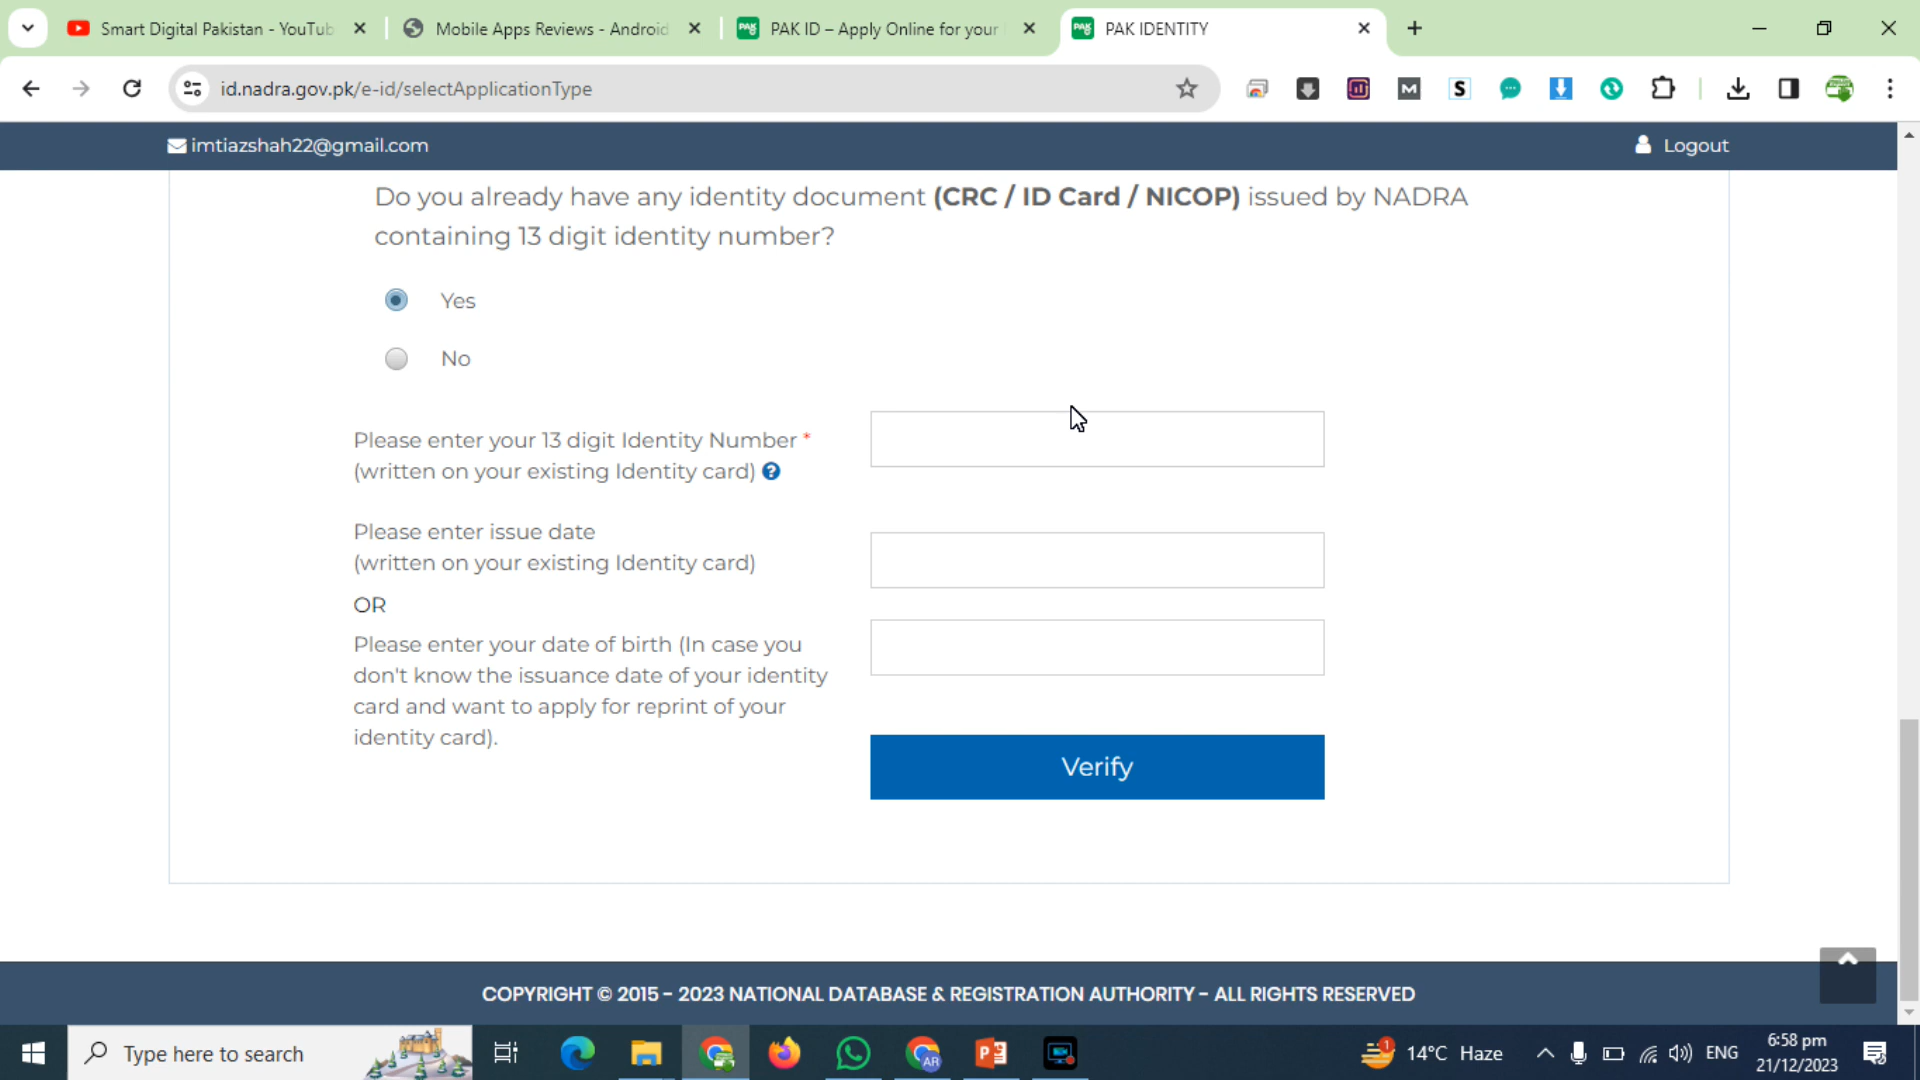 Smart Digital Pakistan - YouTub
Mobile Apps Reviews - Android
PAK ID – Apply Online for your
PAK IDENTITY
id.nadra.gov.pk/e-id/selectApplicationType
imtiazshah22@gmail.com
Logout
Do you already have any identity document (CRC / ID Card / NICOP) issued by NADRA
containing 13 digit identity number?
Yes
No
Please enter your 13 digit Identity Number *
(written on your existing Identity card)
Please enter issue date
(written on your existing Identity card)
OR
Please enter your date of birth (In case you
don't know the issuance date of your identity
card and want to apply for reprint of your
identity card).
Verify
COPYRIGHT © 2015 - 2023 NATIONAL DATABASE & REGISTRATION AUTHORITY - ALL RIGHTS RESERVED
Type here to search
14°C Haze
ENG
6:58 pm
21/12/2023